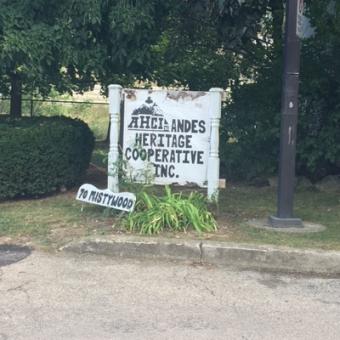 AHCI ANDES
HERITAGE
COOPERATIVE
INC.
70 MISTYWOOD